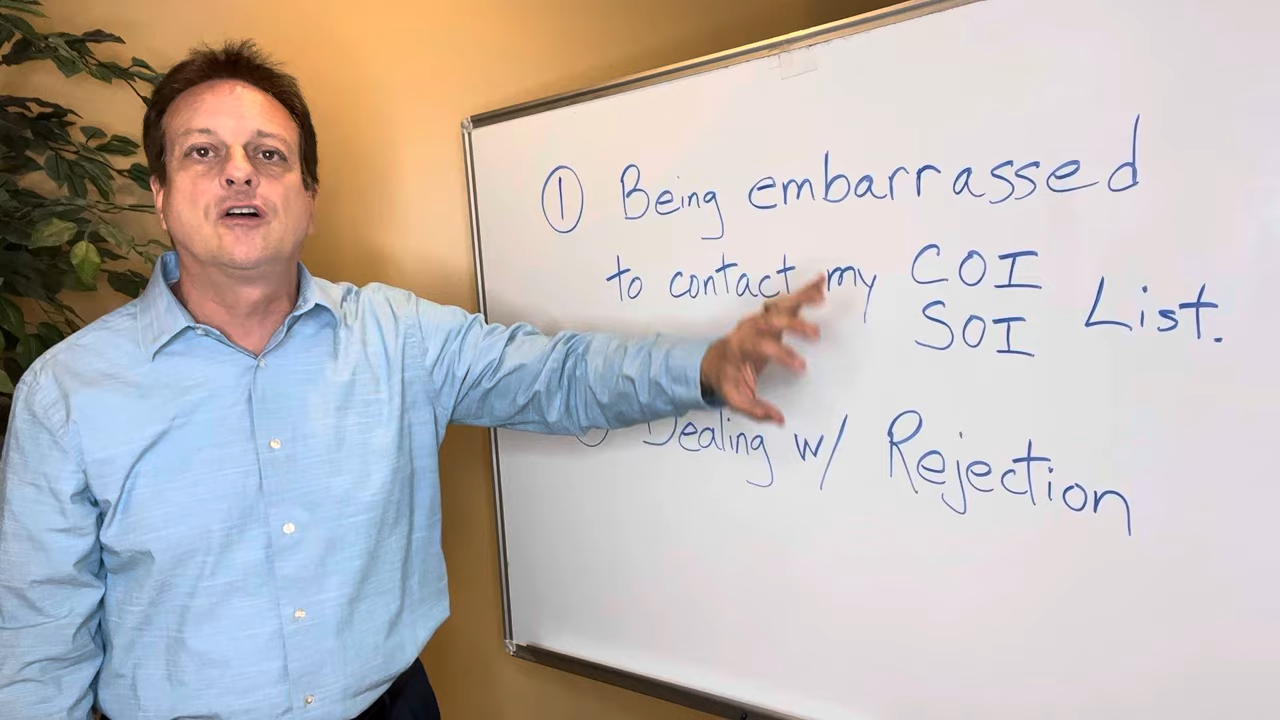 ① Being embarrassed
to contact my COI
SOI List.
Dealing w/ Rejection